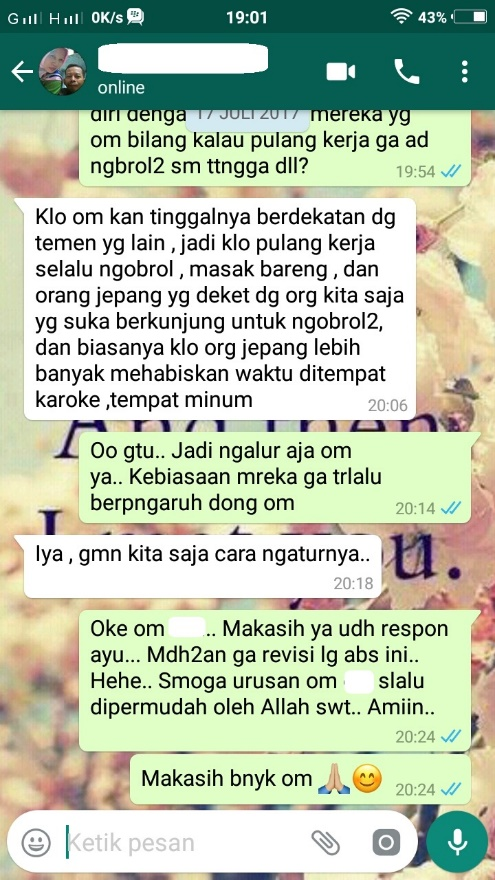 G H 0K/s 19:01 43%
online
diri denga 17 JULI 2017 mereka yg
om bilang kalau pulang kerja ga ad
ngbrol2 sm ttngga dll?
19:54
Klo om kan tinggalnya berdekatan dg
temen yg lain , jadi klo pulang kerja
selalu ngobrol , masak bareng , dan
orang jepang yg deket dg org kita saja
yg suka berkunjung untuk ngobrol2,
dan biasanya klo org jepang lebih
banyak mehabiskan waktu ditempat
karoke ,tempat minum
20:06
And then
Oo gtu.. Jadi ngalur aja om
ya.. Kebiasaan mreka ga trlalu
berpngaruh dong om
20:14
Iya , gmn kita saja cara ngaturnya..
20:18
Oke om .. Makasih ya udh respon
ayu... Mdh2an ga revisi lg abs ini..
Hehe.. Smoga urusan om slalu
dipermudah oleh Allah swt.. Amiin..
20:24
Makasih bnyk om 🙏😊
20:24
Ketik pesan